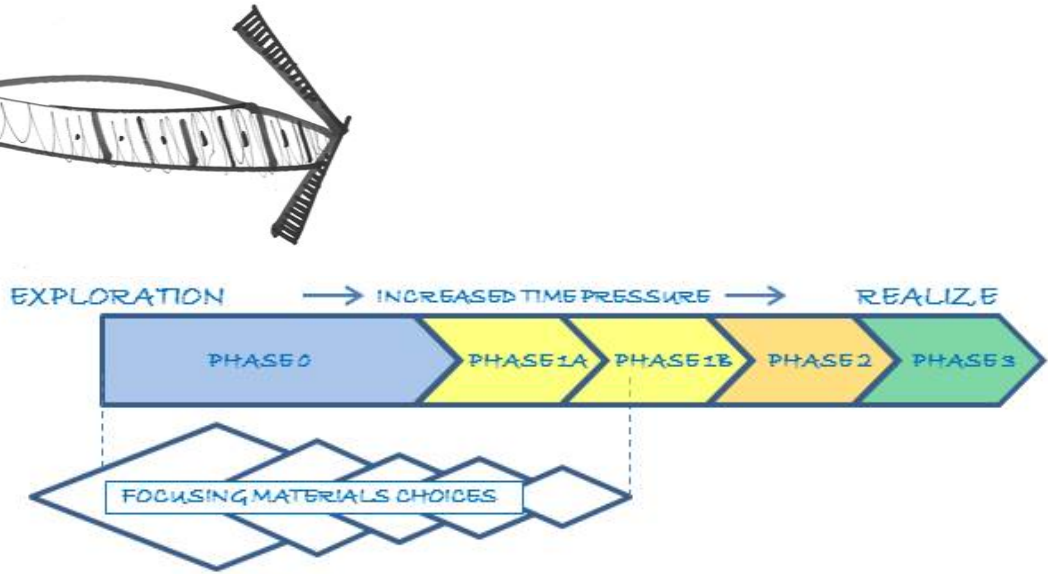 EXPLORATION INCREASED TIME PRESSURE REALIZE
PHASE 0 PHASE 1A PHASE 1B PHASE 2 PHASE 3
FOCUSING MATERIALS CHOICES